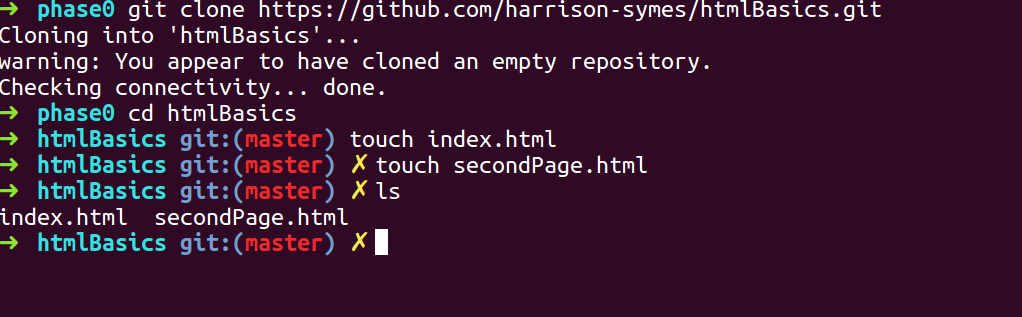 ➜ phase0 git clone https://github.com/harrison-symes/htmlBasics.git
Cloning into 'htmlBasics'...
warning: You appear to have cloned an empty repository.
Checking connectivity... done.
➜ phase0 cd htmlBasics
➜ htmlBasics git:(master) touch index.html
➜ htmlBasics git:(master) ✗ touch secondPage.html
➜ htmlBasics git:(master) ✗ ls
index.html  secondPage.html
➜ htmlBasics git:(master) ✗